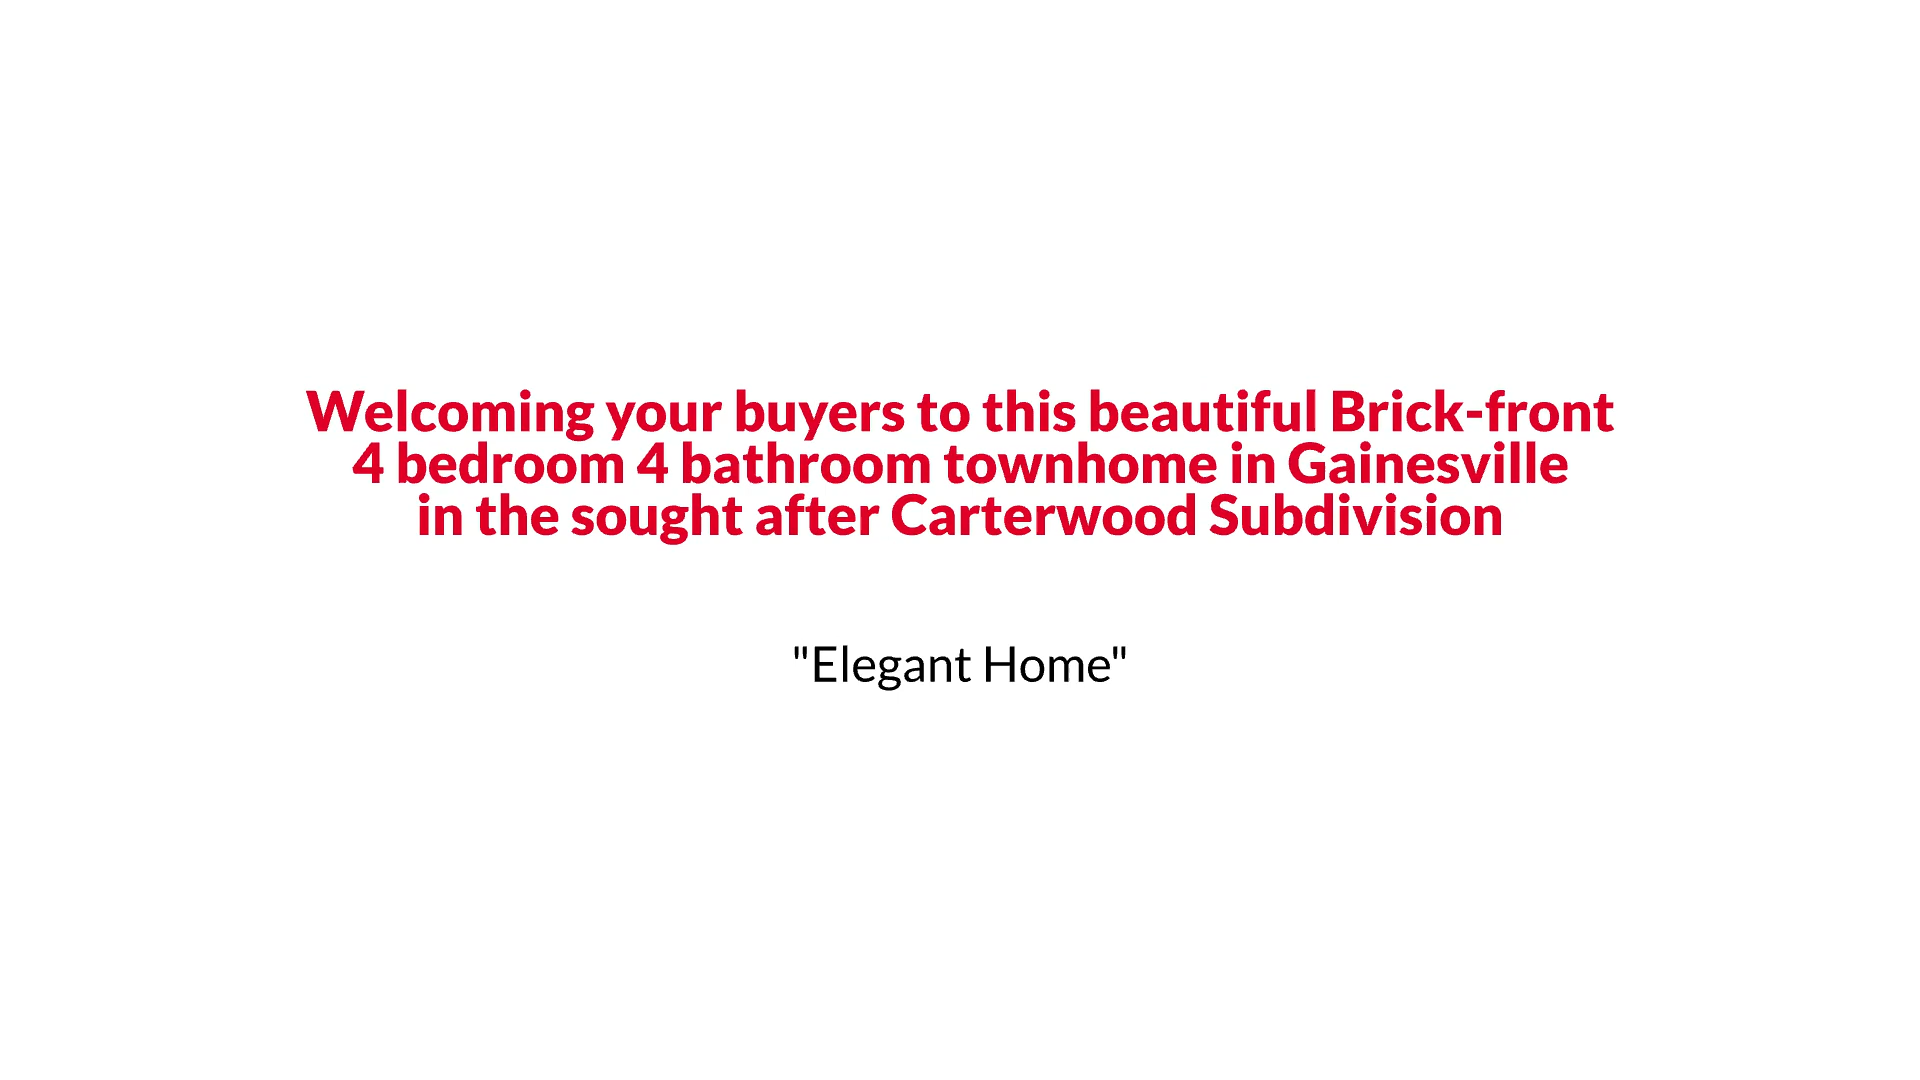 Welcoming your buyers to this beautiful Brick-front
4 bedroom 4 bathroom townhome in Gainesville
in the sought after Carterwood Subdivision
"Elegant Home"